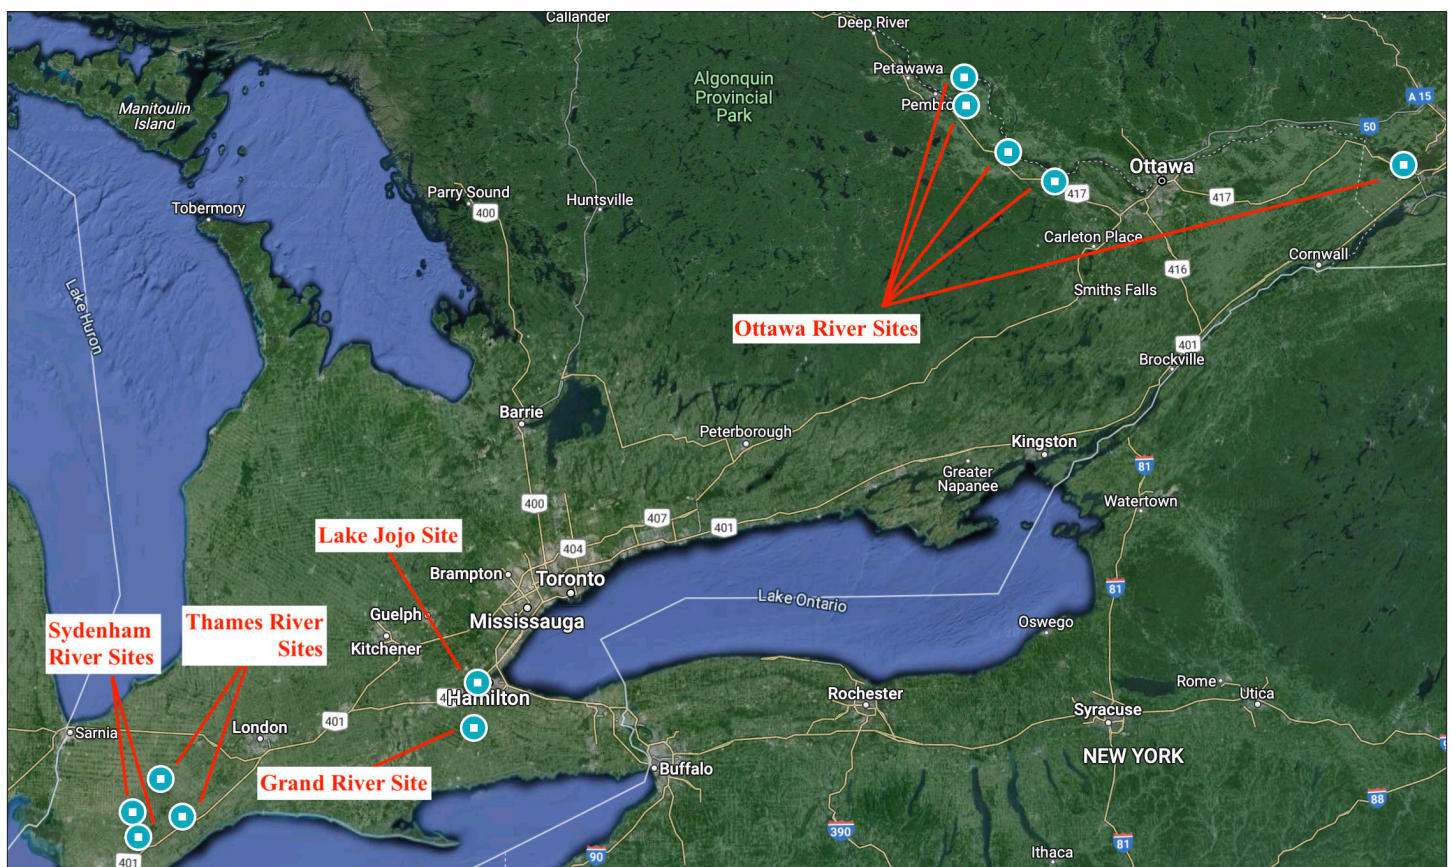 Callander
Deep River
Petawawa
Algonquin
Provincial
Park
Manitoulin
Island
A 15
Pembro
50
Ottawa
417
417
Parry Sound
400
Huntsville
Tobermory
Carleton Place
Cornwall
416
Smiths Falls
Lake Huron
Ottawa River Sites
401
Brockville
Barrie
Peterborough
Kingston
81
Greater
Napanee
Watertown
400
407
401
Lake Jojo Site
404
Brampton
Toronto
81
Lake Ontario
Guelph
Mississauga
Oswego
Sydenham
River Sites
Thames River
Sites
Kitchener
Rome
Utica
Hamilton
Rochester
Syracuse
401
London
Sarnia
NEW YORK
Grand River Site
Buffalo
88
390
81
90
Ithaca
401